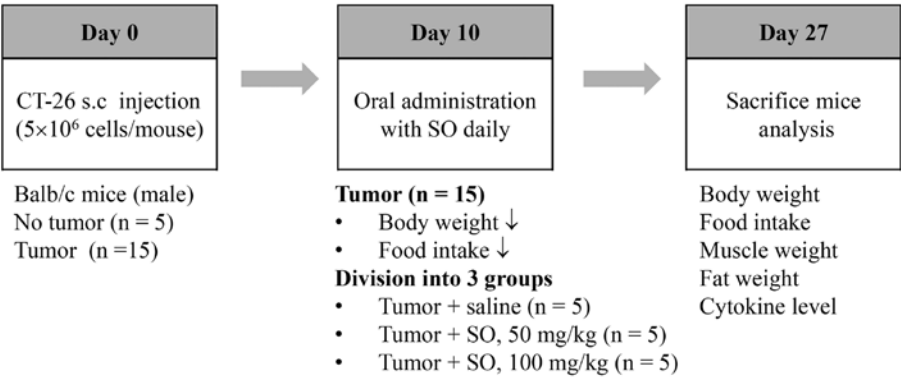 Day 0
CT-26 s.c injection
(5×10⁶ cells/mouse)
Balb/c mice (male)
No tumor (n = 5)
Tumor (n =15)
Day 10
Oral administration
with SO daily
Tumor (n = 15)
• Body weight ↓
• Food intake ↓
Division into 3 groups
• Tumor + saline (n = 5)
• Tumor + SO, 50 mg/kg (n = 5)
• Tumor + SO, 100 mg/kg (n = 5)
Day 27
Sacrifice mice
analysis
Body weight
Food intake
Muscle weight
Fat weight
Cytokine level